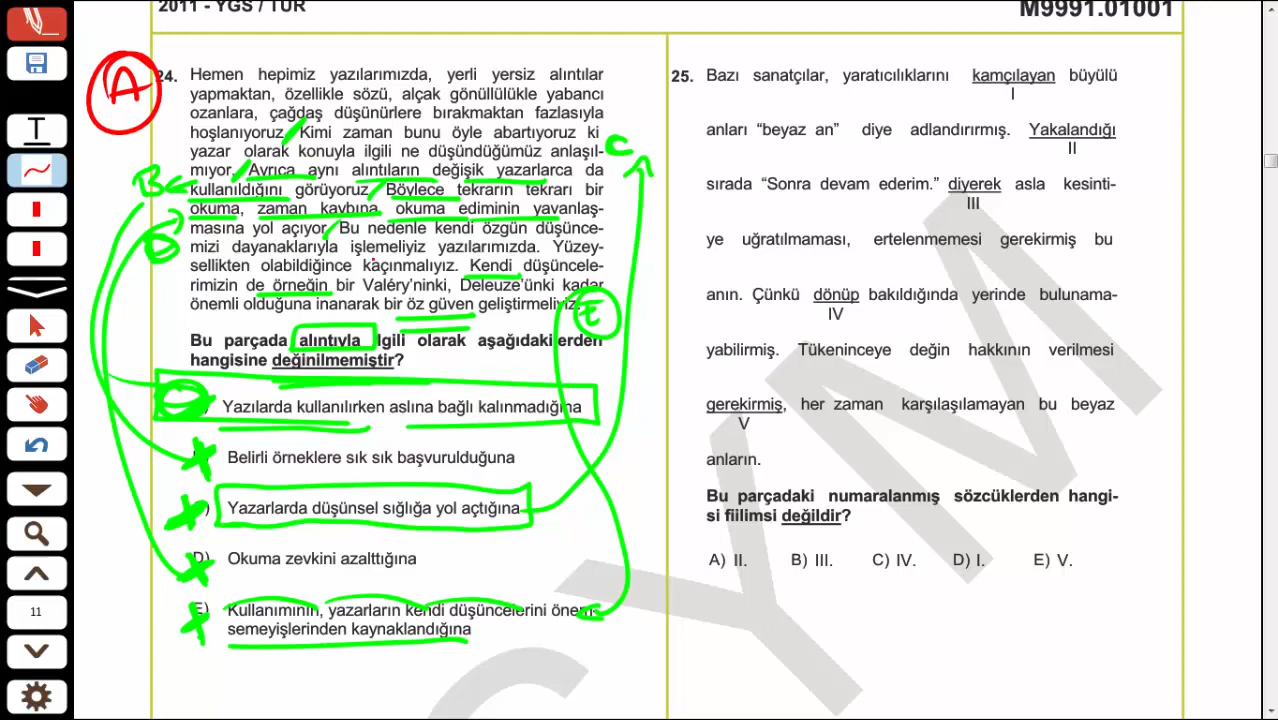 2011 - YGS / TÜR
M9991.01001
A
24. Hemen hepimiz yazılarımızda, yerli yersiz alıntılar
yapmaktan, özellikle sözü, alçak gönüllülükle yabancı
ozanlara, çağdaş düşünürlere bırakmaktan fazlasıyla
hoşlanıyoruz. Kimi zaman bunu öyle abartıyoruz ki
yazar olarak konuyla ilgili ne düşündüğümüz anlaşıl-
mıyor. Ayrıca aynı alıntıların değişik yazarlarca da
kullanıldığını görüyoruz. Böylece tekrarın tekrarı bir
okuma, zaman kaybına, okuma ediminin yavanlaş-
masına yol açıyor. Bu nedenle kendi özgün düşünce-
mizi dayanaklarıyla işlemeliyiz yazılarımızda. Yüzey-
sellikten olabildiğince kaçınmalıyız. Kendi düşüncele-
rimizin de örneğin bir Valéry'ninki, Deleuze'ünki kadar
önemli olduğuna inanarak bir öz güven geliştirmeliyiz.
B
C
D
E
Bu parçada alıntıyla ilgili olarak aşağıdakilerden
hangisine değinilmemiştir?
Yazılarda kullanılırken aslına bağlı kalınmadığına
Belirli örneklere sık sık başvurulduğuna
Yazarlarda düşünsel sığlığa yol açtığına
D) Okuma zevkini azalttığına
E) Kullanımının, yazarların kendi düşüncelerini önem-
semeyişlerinden kaynaklandığına
25. Bazı sanatçılar, yaratıcılıklarını kamçılayan büyülü
I
anları "beyaz an" diye adlandırırmış. Yakalandığı
II
sırada "Sonra devam ederim." diyerek asla kesinti-
III
ye uğratılmaması, ertelenmemesi gerekirmiş bu
anın. Çünkü dönüp bakıldığında yerinde bulunama-
IV
yabilirmiş. Tükeninceye değin hakkının verilmesi
gerekirmiş, her zaman karşılaşılamayan bu beyaz
V
anların.
Bu parçadaki numaralanmış sözcüklerden hangi-
si fiilimsi değildir?
A) II. B) III. C) IV. D) I. E) V.
T
11
ÖSYM